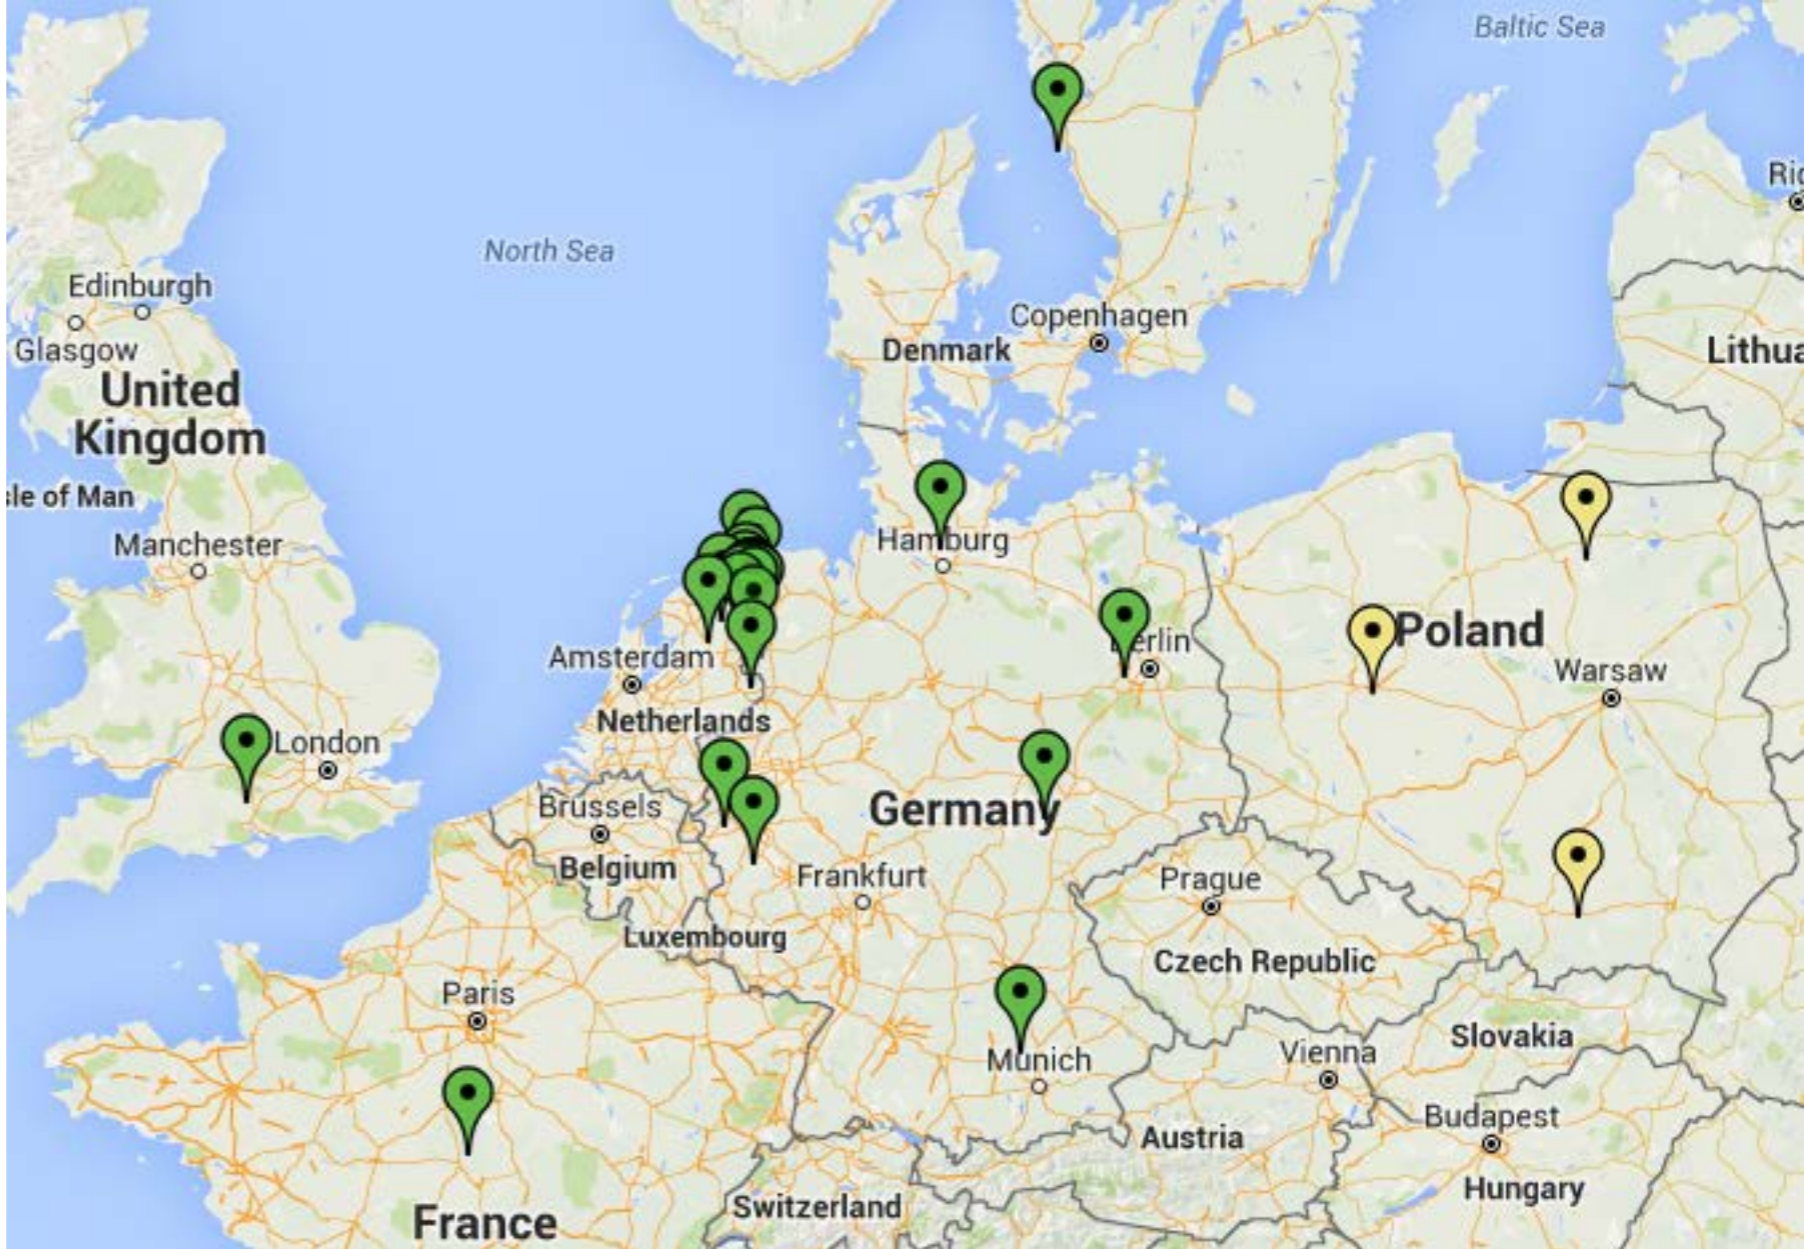 Baltic Sea
Ric
North Sea
Edinburgh
Glasgow
Copenhagen
Denmark
Lithua
United
Kingdom
sle of Man
Manchester
Hamburg
Poland
erlin
Amsterdam
Warsaw
Netherlands
London
Brussels
Germany
Belgium
Frankfurt
Prague
Luxembourg
Czech Republic
Paris
Slovakia
Munich
Vienna
Budapest
Austria
Hungary
Switzerland
France